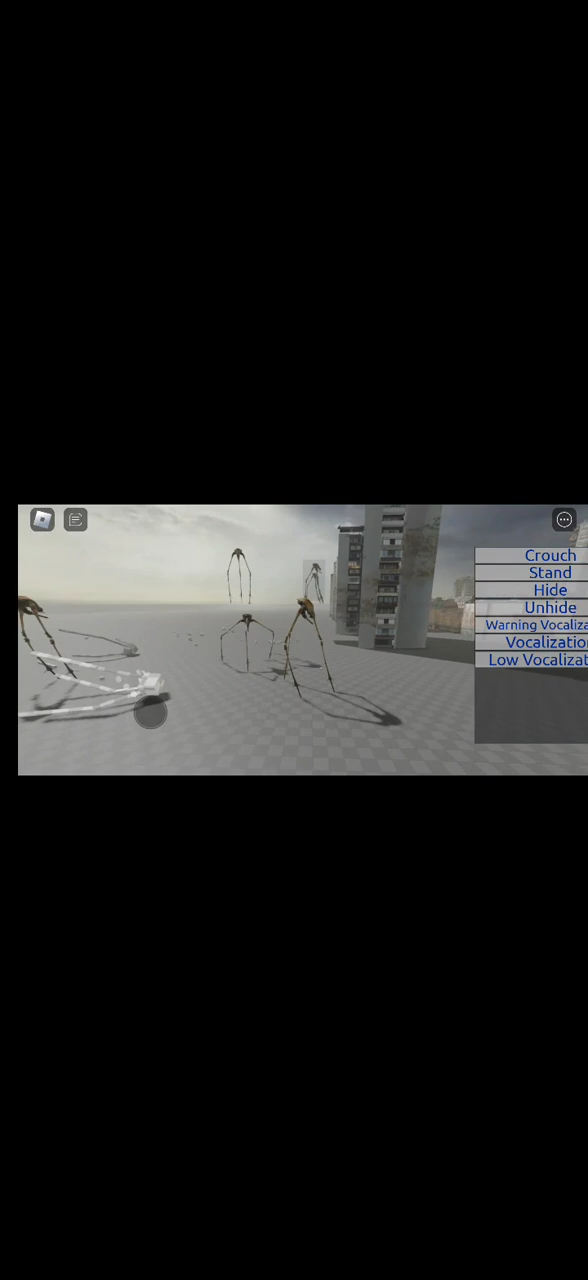 Crouch
Stand
Hide
Unhide
Warning Vocaliza
Vocalization
Low Vocalizat